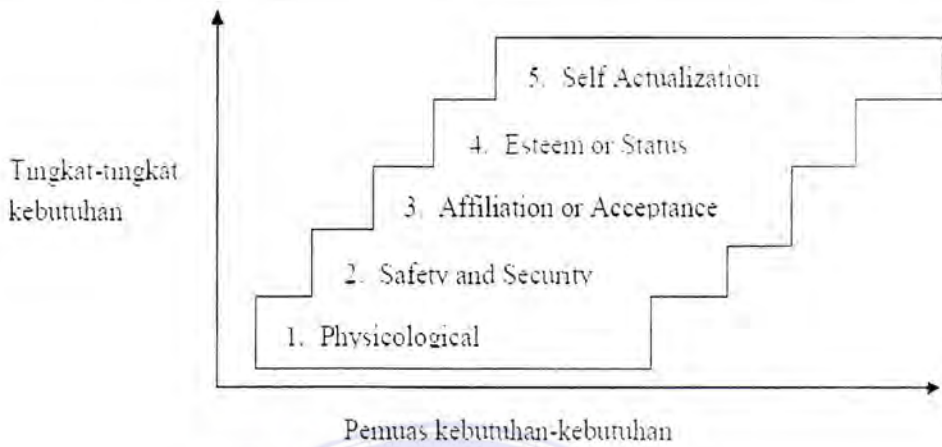 5. Self Actualization
4. Esteem or Status
Tingkat-tingkat
kebutuhan
3. Affiliation or Acceptance
2. Safety and Security
1. Physicological
Pemuas kebutuhan-kebutuhan